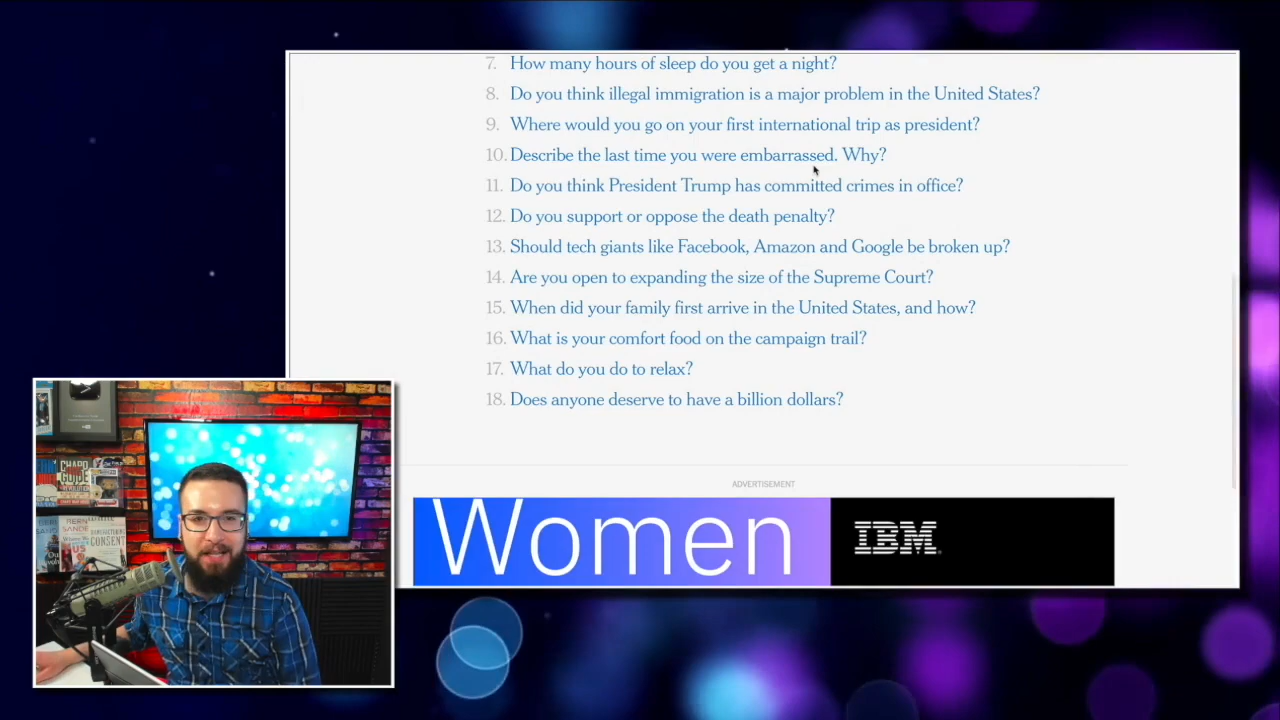 7. How many hours of sleep do you get a night?
8. Do you think illegal immigration is a major problem in the United States?
9. Where would you go on your first international trip as president?
10. Describe the last time you were embarrassed. Why?
11. Do you think President Trump has committed crimes in office?
12. Do you support or oppose the death penalty?
13. Should tech giants like Facebook, Amazon and Google be broken up?
14. Are you open to expanding the size of the Supreme Court?
15. When did your family first arrive in the United States, and how?
16. What is your comfort food on the campaign trail?
17. What do you do to relax?
18. Does anyone deserve to have a billion dollars?
ADVERTISEMENT
Women
IBM
CHAPO
GUIDE
BERN
SANDE
CONSENT